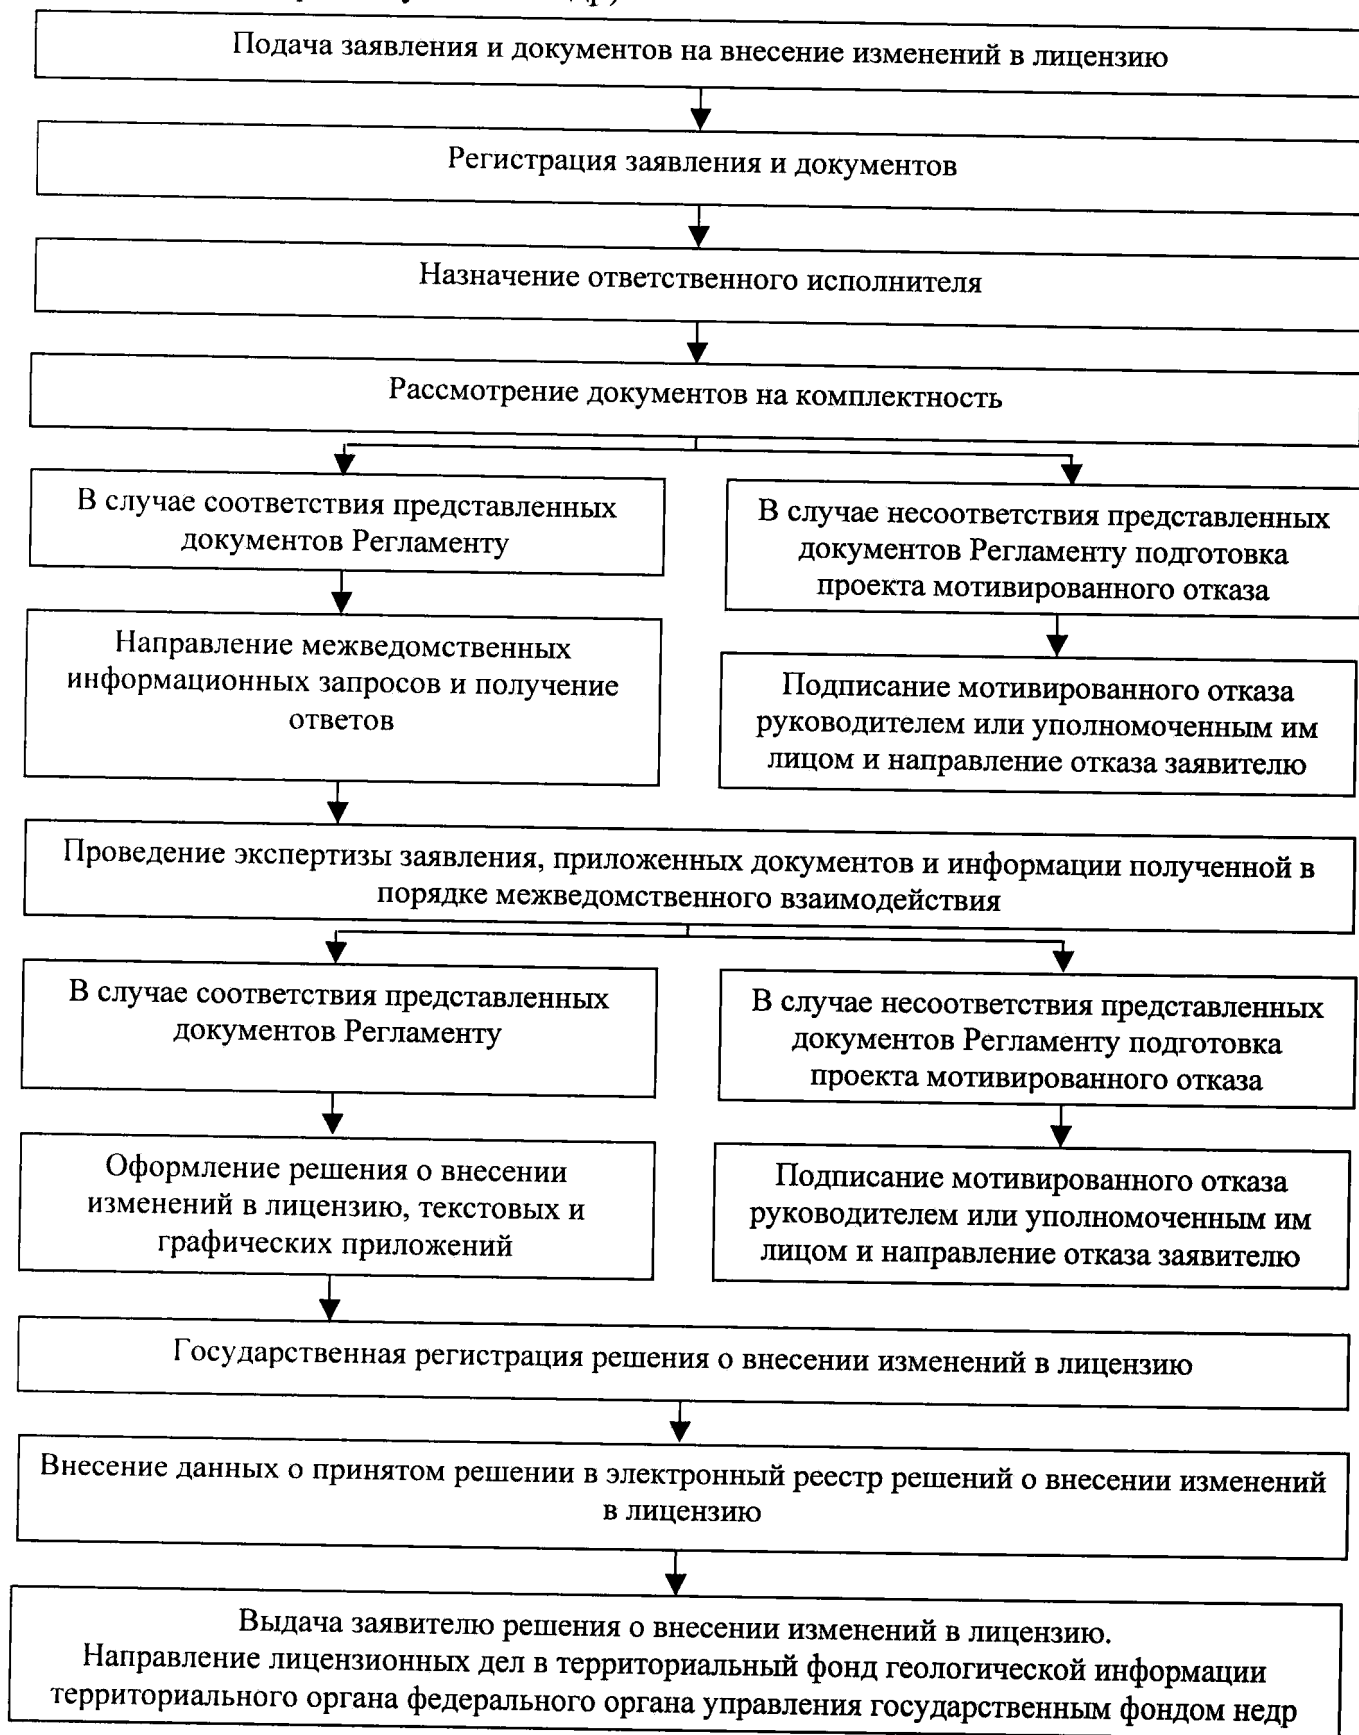 Подача заявления и документов на внесение изменений в лицензию
Регистрация заявления и документов
Назначение ответственного исполнителя
Рассмотрение документов на комплектность
В случае соответствия представленных
документов Регламенту
В случае несоответствия представленных
документов Регламенту подготовка
проекта мотивированного отказа
Направление межведомственных
информационных запросов и получение
ответов
Подписание мотивированного отказа
руководителем или уполномоченным им
лицом и направление отказа заявителю
Проведение экспертизы заявления, приложенных документов и информации полученной в
порядке межведомственного взаимодействия
В случае соответствия представленных
документов Регламенту
В случае несоответствия представленных
документов Регламенту подготовка
проекта мотивированного отказа
Оформление решения о внесении
изменений в лицензию, текстовых и
графических приложений
Подписание мотивированного отказа
руководителем или уполномоченным им
лицом и направление отказа заявителю
Государственная регистрация решения о внесении изменений в лицензию
Внесение данных о принятом решении в электронный реестр решений о внесении изменений
в лицензию
Выдача заявителю решения о внесении изменений в лицензию.
Направление лицензионных дел в территориальный фонд геологической информации
территориального органа федерального органа управления государственным фондом недр